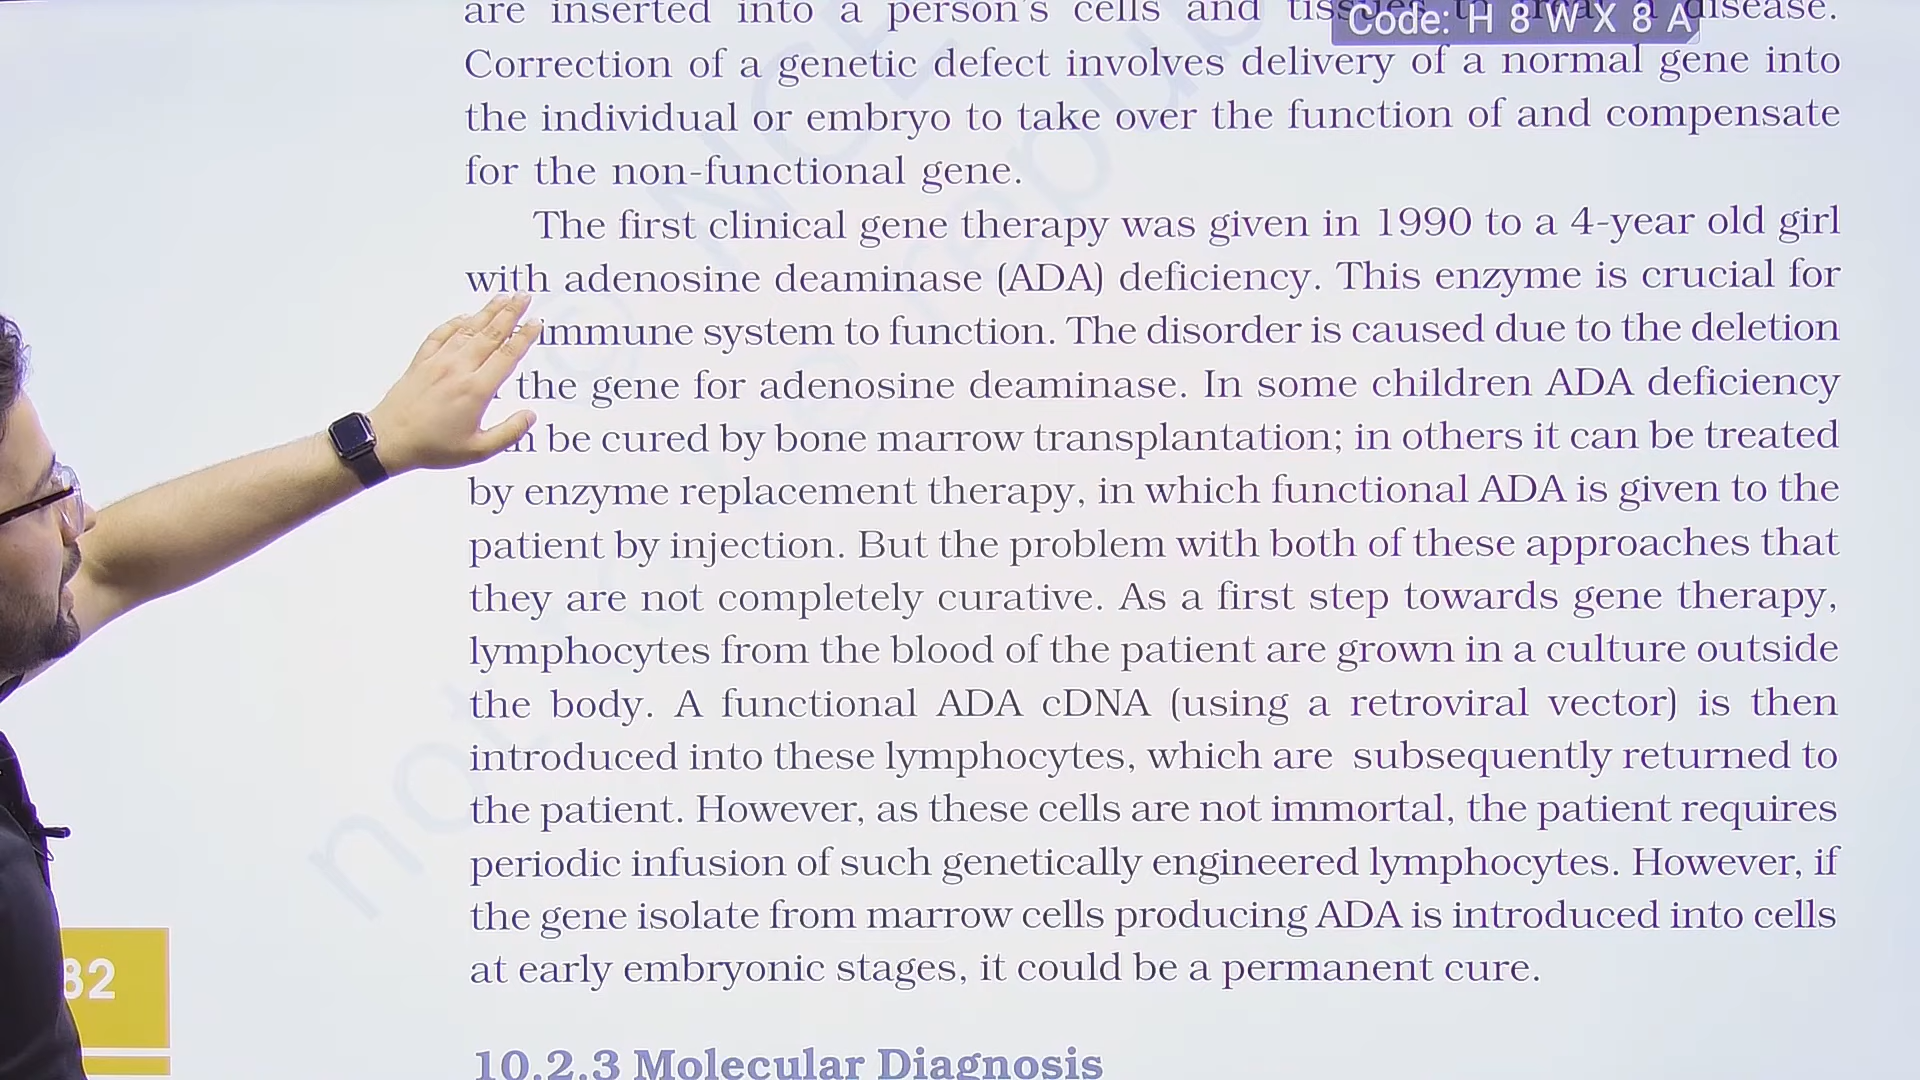 are inserted into a person's cells and tissues to treat a disease.
Code: H 8 W X 8 A
Correction of a genetic defect involves delivery of a normal gene into
the individual or embryo to take over the function of and compensate
for the non-functional gene.
The first clinical gene therapy was given in 1990 to a 4-year old girl
with adenosine deaminase (ADA) deficiency. This enzyme is crucial for
immune system to function. The disorder is caused due to the deletion
the gene for adenosine deaminase. In some children ADA deficiency
be cured by bone marrow transplantation; in others it can be treated
by enzyme replacement therapy, in which functional ADA is given to the
patient by injection. But the problem with both of these approaches that
they are not completely curative. As a first step towards gene therapy,
lymphocytes from the blood of the patient are grown in a culture outside
the body. A functional ADA cDNA (using a retroviral vector) is then
introduced into these lymphocytes, which are subsequently returned to
the patient. However, as these cells are not immortal, the patient requires
periodic infusion of such genetically engineered lymphocytes. However, if
the gene isolate from marrow cells producing ADA is introduced into cells
at early embryonic stages, it could be a permanent cure.
82
10.2.3 Molecular Diagnosis